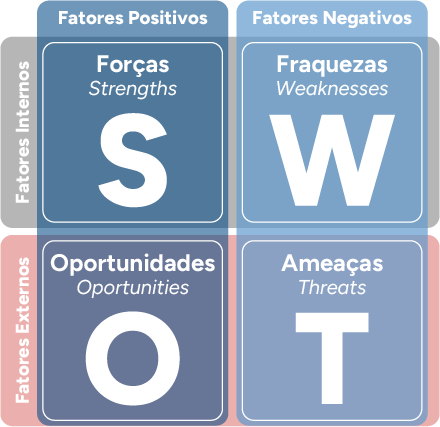 Fatores Positivos
Fatores Negativos
Fatores Internos
Forças
Strengths
S
Fraquezas
Weaknesses
W
Fatores Externos
Oportunidades
Oportunities
O
Ameaças
Threats
T